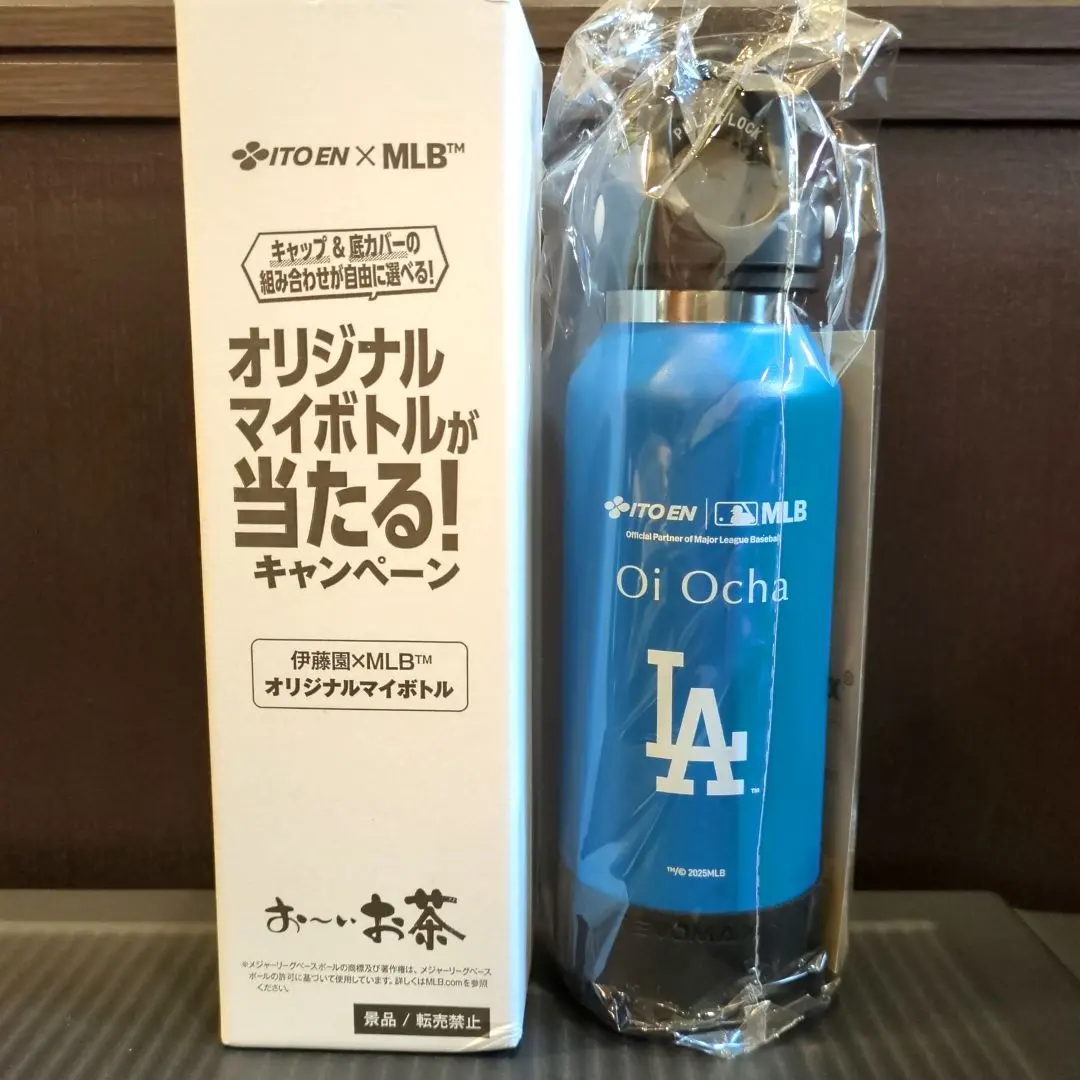 ITO EN × MLB™
キャップ & 底カバーの
組み合わせが自由に選べる!
オリジナル
マイボトルが
当たる!
キャンペーン
伊藤園×MLB™
オリジナルマイボトル
お〜いお茶
※メジャーリーグベースボールの商標及び著作権は、メジャーリーグベース
ボールの許可に基づいて使用しています。詳しくはMLB.comを参照
ください。
景品 / 転売禁止
LOCK
ITO EN | MLB
Official Partner of Major League Baseball
Oi Ocha
LA™
™/© 2025MLB